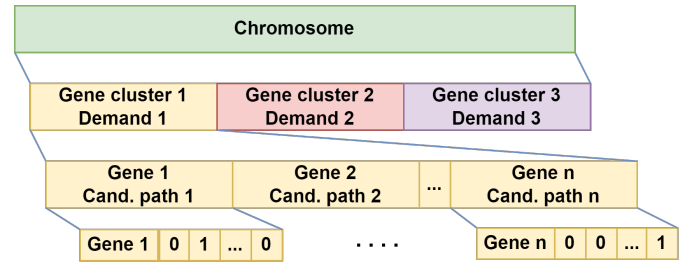 Chromosome
Gene cluster 1 Gene cluster 2 Gene cluster 3
Demand 1 Demand 2 Demand 3
Gene 1 Gene 2 ... Gene n
Cand. path 1 Cand. path 2 Cand. path n
Gene 1 0 1 ... 0 . . . . Gene n 0 0 ... 1